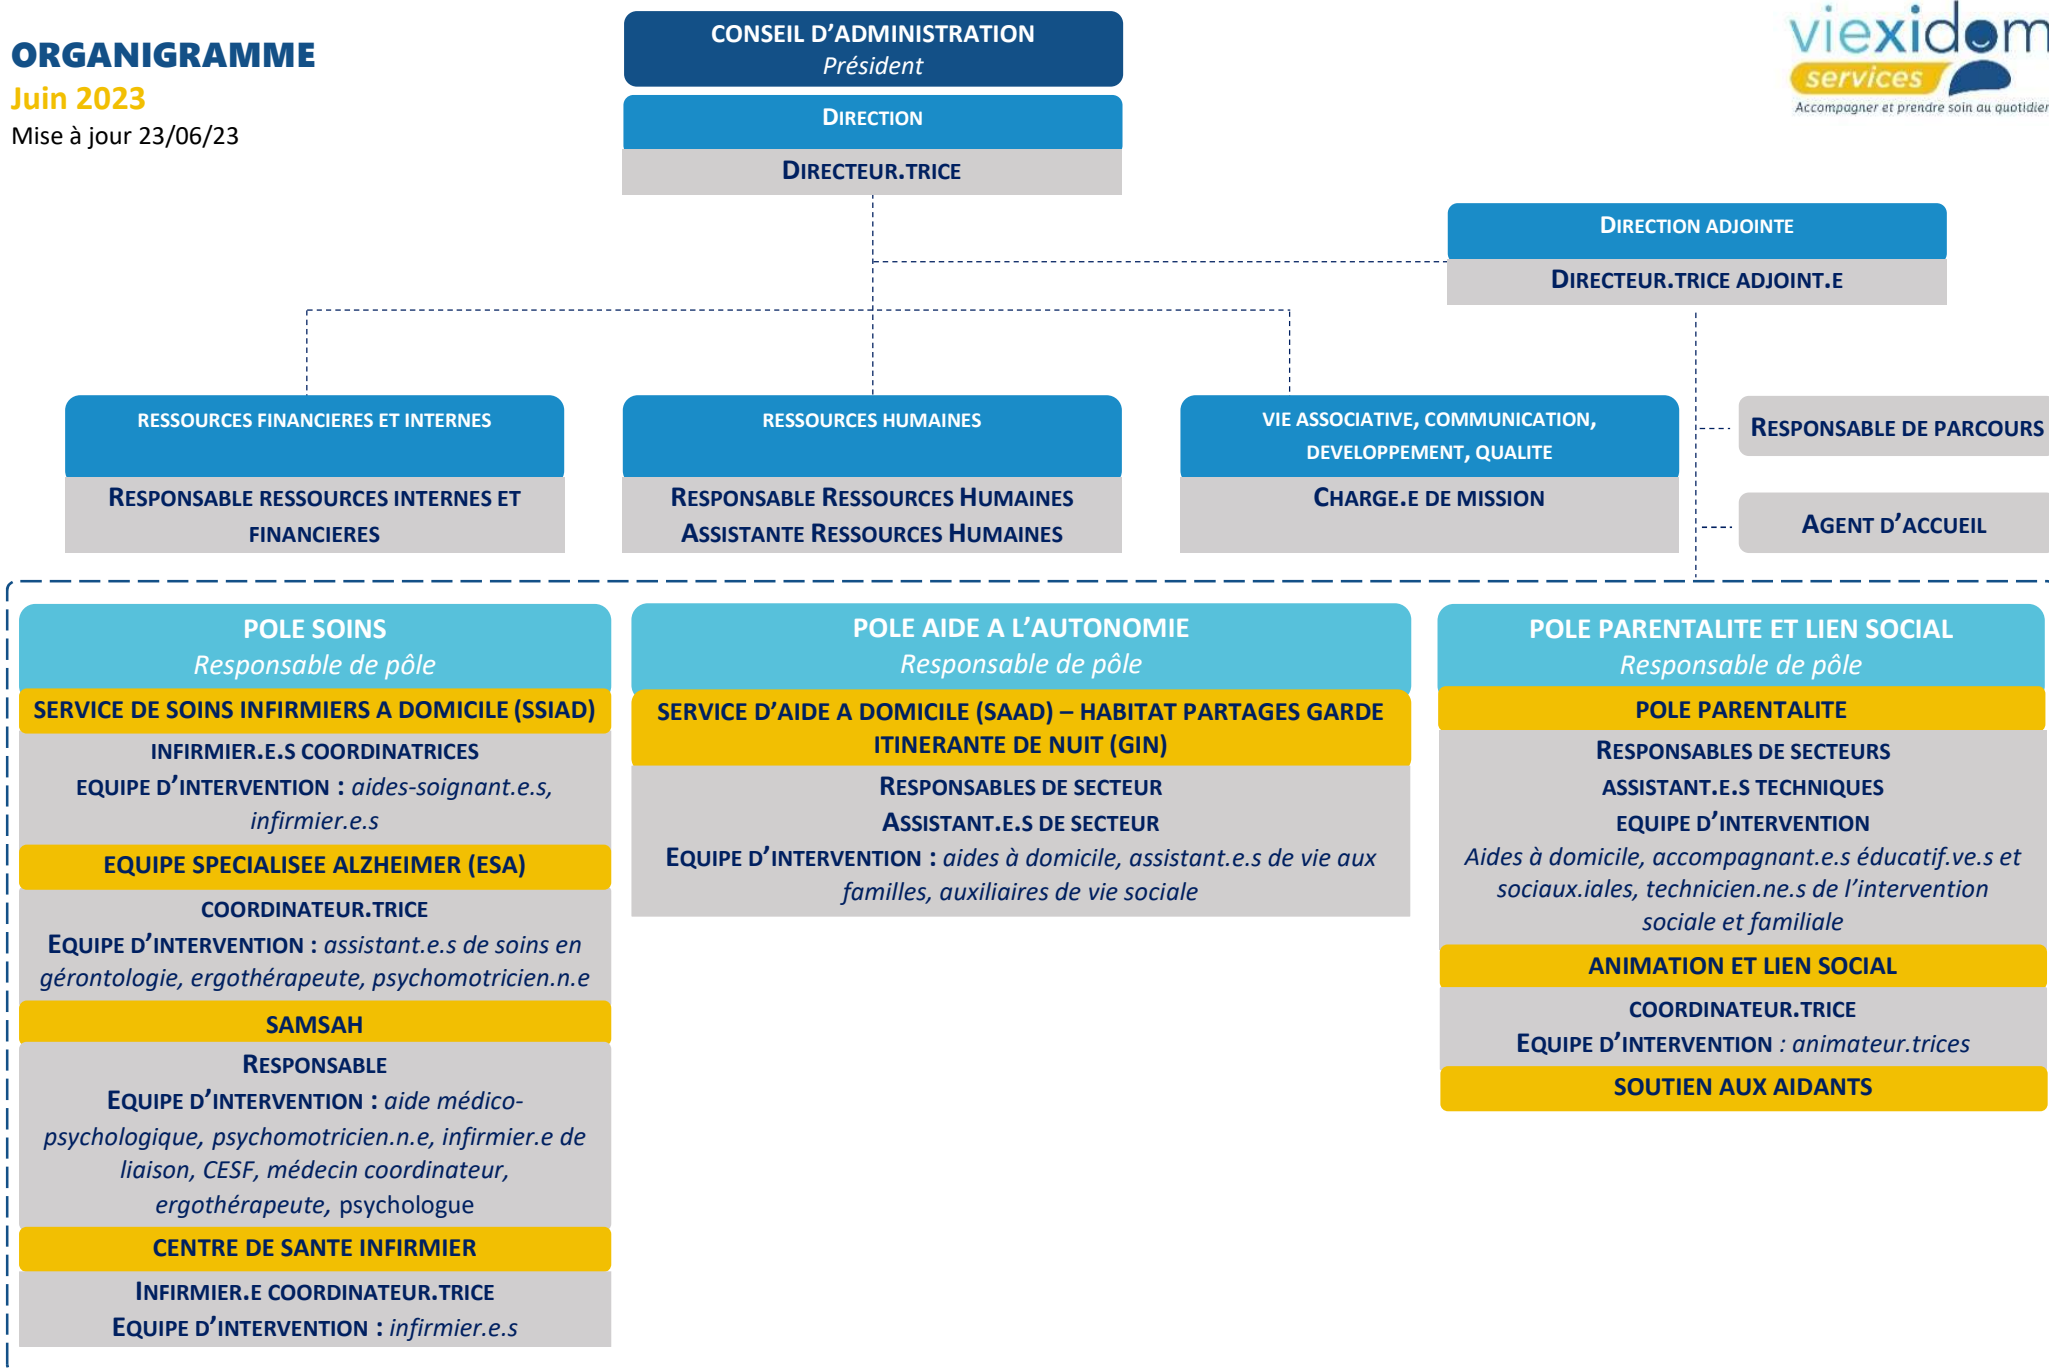 ORGANIGRAMME
Juin 2023
Mise à jour 23/06/23
CONSEIL D'ADMINISTRATION
Président
DIRECTION
DIRECTEUR.TRICE
viexidom
services
Accompagner et prendre soin au quotidien
DIRECTION ADJOINTE
DIRECTEUR.TRICE ADJOINT.E
RESSOURCES FINANCIERES ET INTERNES
RESPONSABLE RESSOURCES INTERNES ET
FINANCIERES
RESSOURCES HUMAINES
RESPONSABLE RESSOURCES HUMAINES
ASSISTANTE RESSOURCES HUMAINES
VIE ASSOCIATIVE, COMMUNICATION,
DEVELOPPEMENT, QUALITE
CHARGE.E DE MISSION
RESPONSABLE DE PARCOURS
AGENT D'ACCUEIL
POLE SOINS
Responsable de pôle
SERVICE DE SOINS INFIRMIERS A DOMICILE (SSIAD)
INFIRMIER.E.S COORDINATRICES
EQUIPE D'INTERVENTION : aides-soignant.e.s,
infirmier.e.s
EQUIPE SPECIALISEE ALZHEIMER (ESA)
COORDINATEUR.TRICE
EQUIPE D'INTERVENTION : assistant.e.s de soins en
gérontologie, ergothérapeute, psychomotricien.n.e
SAMSAH
RESPONSABLE
EQUIPE D'INTERVENTION : aide médico-
psychologique, psychomotricien.n.e, infirmier.e de
liaison, CESF, médecin coordinateur,
ergothérapeute, psychologue
CENTRE DE SANTE INFIRMIER
INFIRMIER.E COORDINATEUR.TRICE
EQUIPE D'INTERVENTION : infirmier.e.s
POLE AIDE A L'AUTONOMIE
Responsable de pôle
SERVICE D'AIDE A DOMICILE (SAAD) – HABITAT PARTAGES GARDE
ITINERANTE DE NUIT (GIN)
RESPONSABLES DE SECTEUR
ASSISTANT.E.S DE SECTEUR
EQUIPE D'INTERVENTION : aides à domicile, assistant.e.s de vie aux
familles, auxiliaires de vie sociale
POLE PARENTALITE ET LIEN SOCIAL
Responsable de pôle
POLE PARENTALITE
RESPONSABLES DE SECTEURS
ASSISTANT.E.S TECHNIQUES
EQUIPE D'INTERVENTION
Aides à domicile, accompagnant.e.s éducatif.ve.s et
sociaux.iales, technicien.ne.s de l'intervention
sociale et familiale
ANIMATION ET LIEN SOCIAL
COORDINATEUR.TRICE
EQUIPE D'INTERVENTION : animateur.trices
SOUTIEN AUX AIDANTS